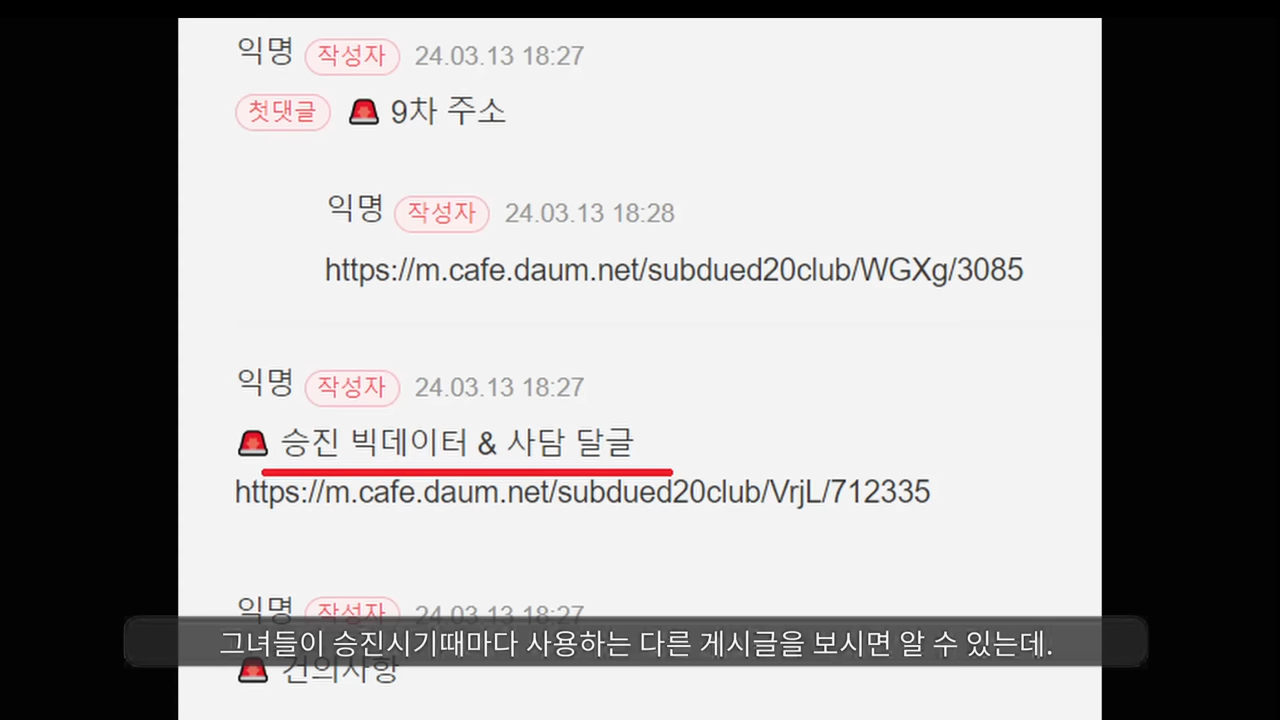 익명 작성자 24.03.13 18:27
첫댓글 🚨 9차 주소
익명 작성자 24.03.13 18:28
https://m.cafe.daum.net/subdued20club/WGXg/3085
익명 작성자 24.03.13 18:27
🚨 승진 빅데이터 & 사담 달글
https://m.cafe.daum.net/subdued20club/VrjL/712335
익명 작성자 24.03.13 18:27
그녀들이 승진시기때마다 사용하는 다른 게시글을 보시면 알 수 있는데.
🚨 건의사항